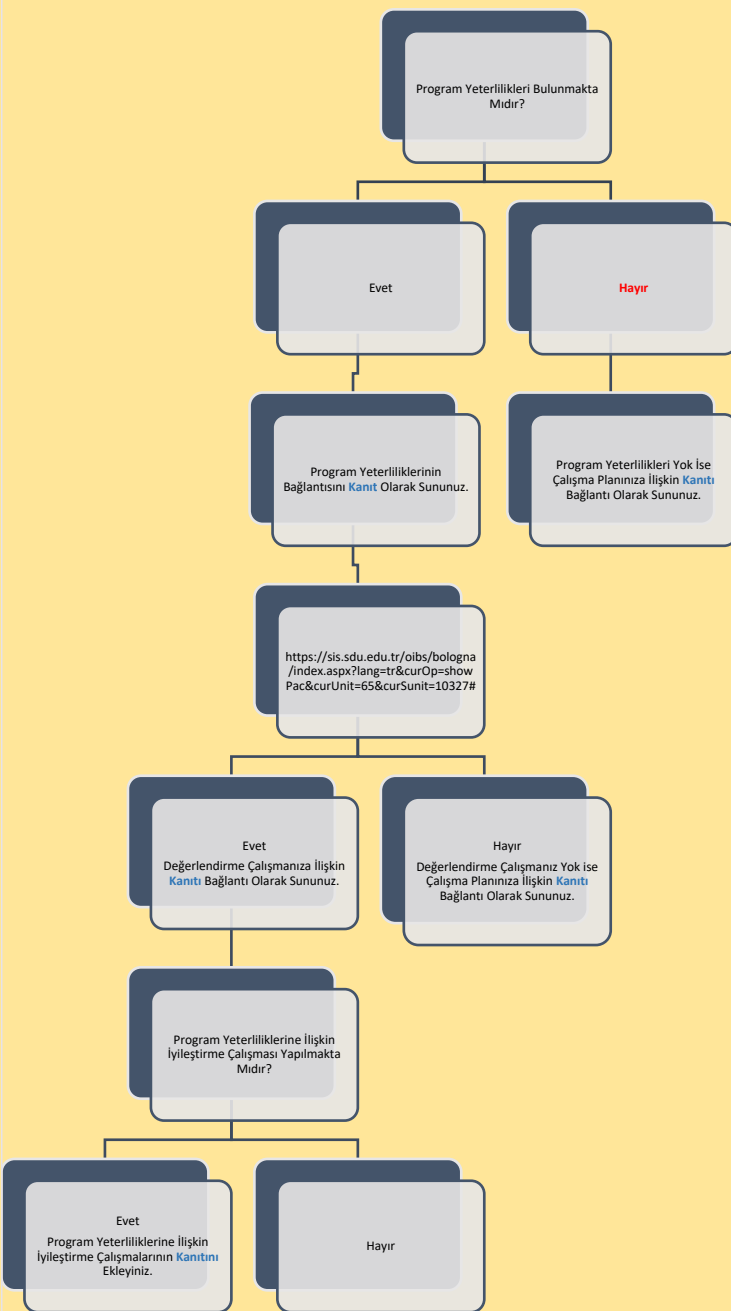 Program Yeterlilikleri Bulunmakta
Mıdır?
Evet
Hayır
Program Yeterliliklerinin
Bağlantısını Kanıt Olarak Sununuz.
Program Yeterlilikleri Yok İse
Çalışma Planınıza İlişkin Kanıtı
Bağlantı Olarak Sununuz.
https://sis.sdu.edu.tr/oibs/bologna
/index.aspx?lang=tr&curOp=show
Pac&curUnit=65&curSunit=10327#
Evet
Değerlendirme Çalışmanıza İlişkin
Kanıtı Bağlantı Olarak Sununuz.
Hayır
Değerlendirme Çalışmanız Yok ise
Çalışma Planınıza İlişkin Kanıtı
Bağlantı Olarak Sununuz.
Program Yeterliliklerine İlişkin
İyileştirme Çalışması Yapılmakta
Mıdır?
Evet
Program Yeterliliklerine İlişkin
İyileştirme Çalışmalarının Kanıtını
Ekleyiniz.
Hayır